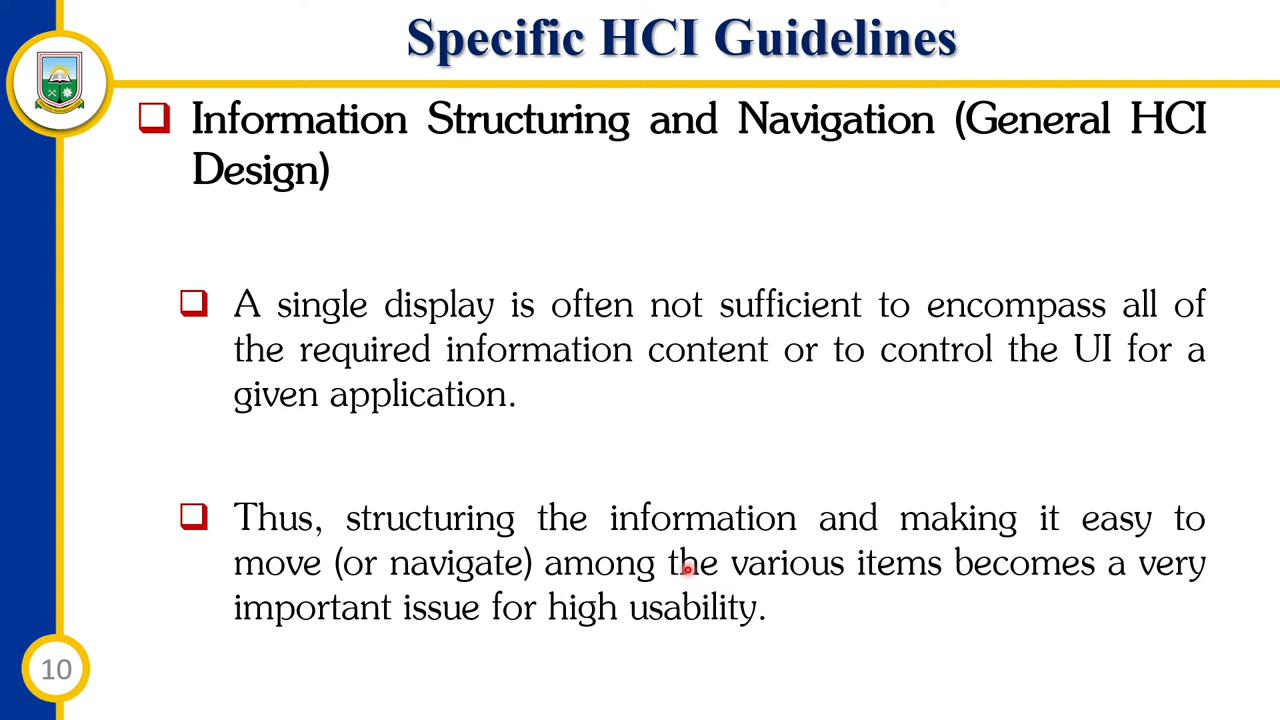 Specific HCI Guidelines
Information Structuring and Navigation (General HCI
Design)
A single display is often not sufficient to encompass all of
the required information content or to control the UI for a
given application.
Thus, structuring the information and making it easy to
move (or navigate) among the various items becomes a very
important issue for high usability.
10